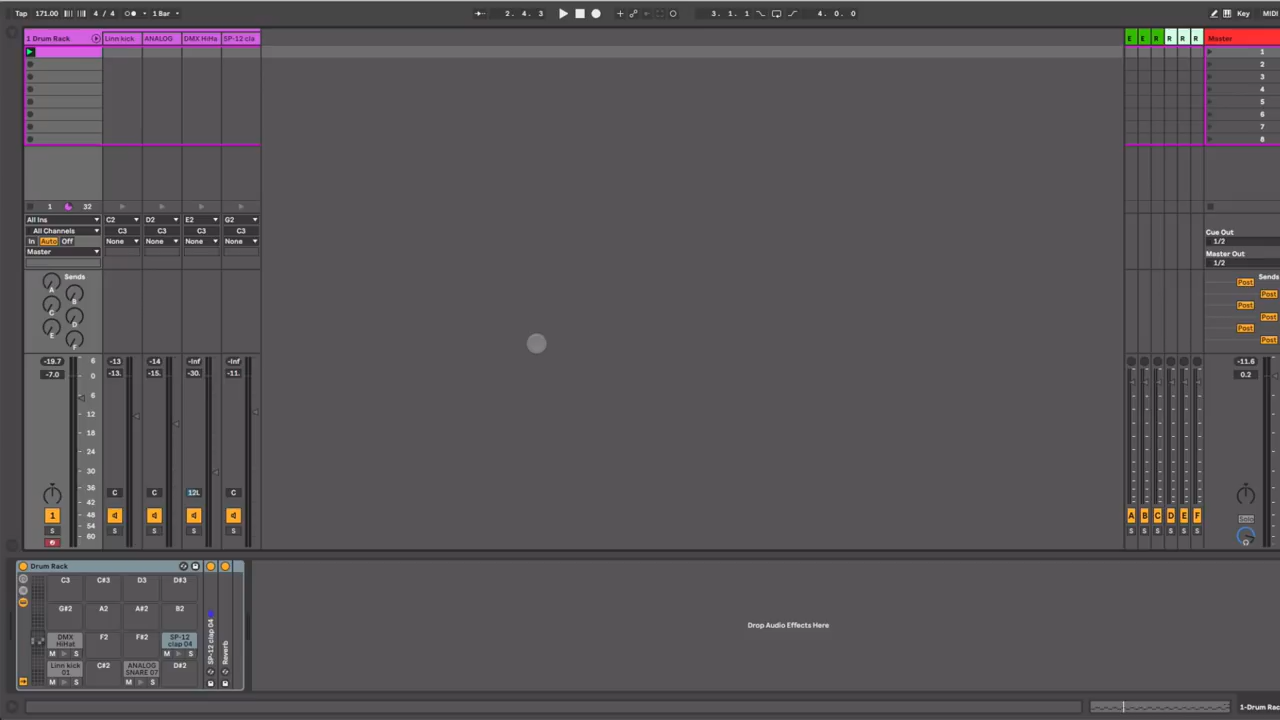 Tap 171.00 4 / 4 1 Bar 2. 4. 3 3. 1. 1 4. 0. 0 Key MIDI
1 Drum Rack Linn kick ANALOG DMX HiHa SP-12 cla E E R R R R Master
1
2
3
4
5
6
7
8
1 32
All Ins C2 D2 E2 G2
All Channels C3 C3 C3 C3
In Auto Off None None None None
Master
Cue Out
1/2
Master Out
1/2
Sends Sends
A B C D E F
Post
Post
Post
Post
Post
Post
-19.7 6 -13 -14 -Inf -Inf -11.6
-7.0 0 -13. -15. -30. -11. 0.2
6
12
18
24
30
36
42
48
54
60
C C 12L C
1 A B C D E F Solo
S S S S S S S S S S S
Drum Rack
C3 C#3 D3 D#3
G#2 A2 A#2 B2
DMX HiHat F2 F#2 SP-12 clap 04
M S M S
Linn kick 01 C#2 ANALOG SNARE 07 D#2
M S M S
SP-12 clap 04
Reverb
Drop Audio Effects Here
1-Drum Rac